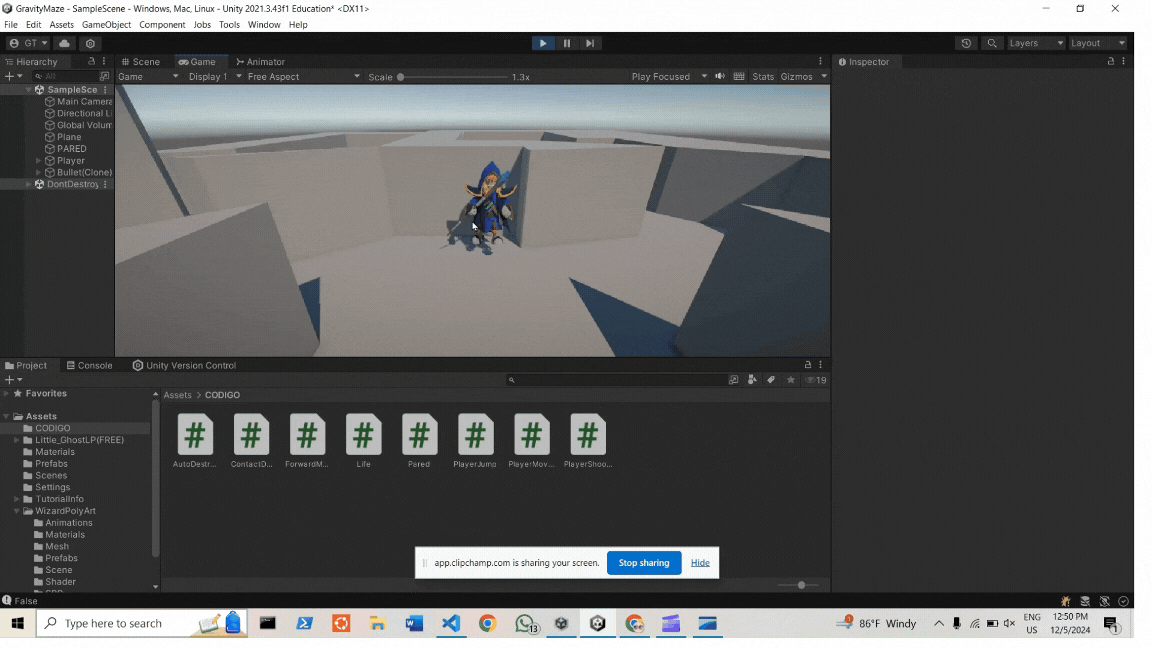 GravityMaze - SampleScene - Windows, Mac, Linux - Unity 2021.3.43f1 Education* <DX11>
File Edit Assets GameObject Component Jobs Tools Window Help
GT Layers Layout
Hierarchy Scene Game Animator Inspector
All Game Display 1 Free Aspect Scale 1.3x Play Focused Stats Gizmos
SampleSce
Main Camera
Directional Li
Global Volum
Plane
PARED
Player
Bullet(Clone)
DontDestroy
Project Console Unity Version Control
19
Favorites
Assets > CODIGO
Assets
CODIGO
Little_GhostLP(FREE)
Materials
Prefabs
Scenes
Settings
TutorialInfo
WizardPolyArt
Animations
Materials
Mesh
Prefabs
Scene
Shader
AutoDestr... ContactD... ForwardM... Life Pared PlayerJump PlayerMov... PlayerShoo...
app.clipchamp.com is sharing your screen. Stop sharing Hide
False
Type here to search
13
86°F Windy
ENG
US
12:50 PM
12/5/2024
1